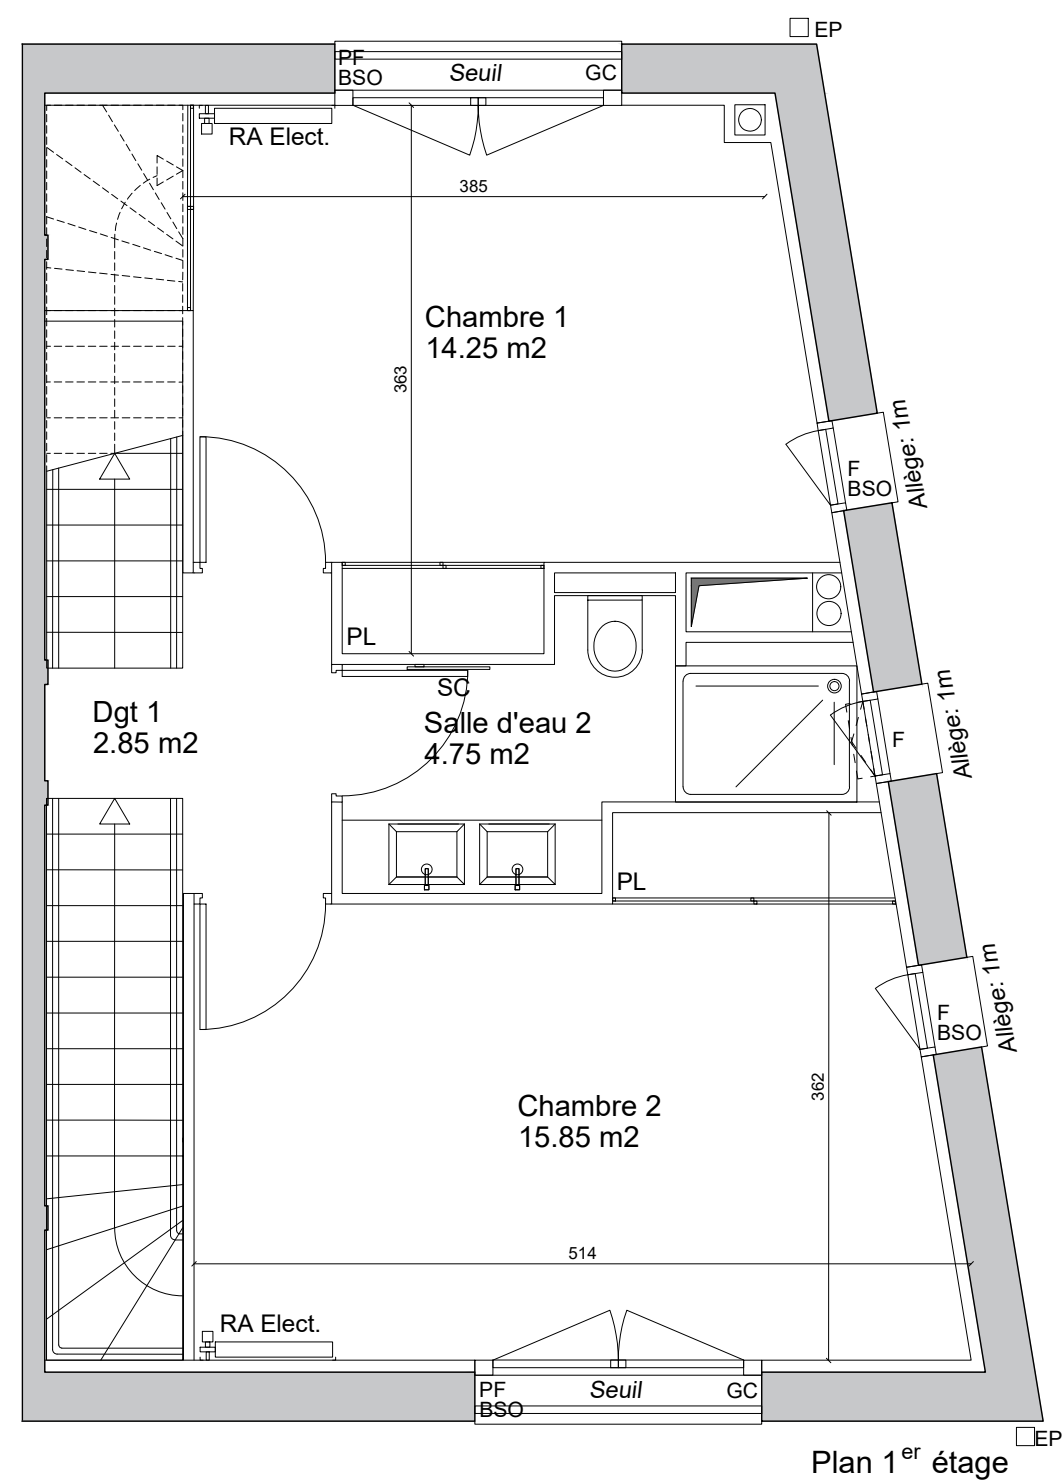 EP
PF
BSO
Seuil
GC
RA Elect.
385
Chambre 1
14.25 m2
363
Allège: 1m
F
BSO
PL
SC
Dgt 1
2.85 m2
Salle d'eau 2
4.75 m2
F
Allège: 1m
PL
Allège: 1m
F
BSO
362
Chambre 2
15.85 m2
514
RA Elect.
PF
BSO
Seuil
GC
EP
Plan 1er étage